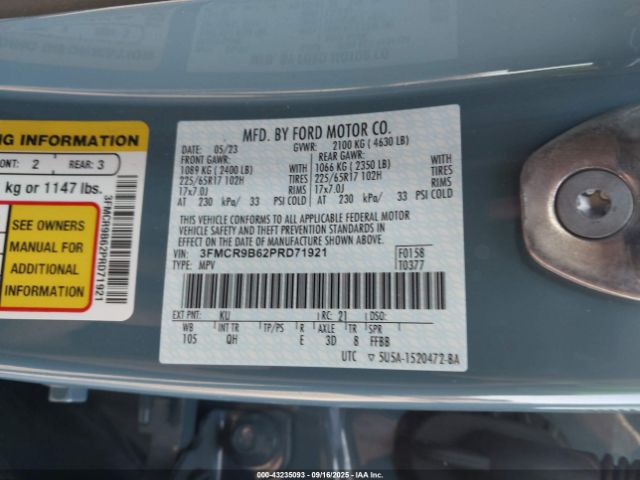 MFD. BY FORD MOTOR CO.
DATE: 05/23 GVWR: 2100 KG ( 4630 LB)
FRONT GAWR: REAR GAWR:
1089 KG ( 2400 LB) WITH 1066 KG ( 2350 LB) WITH
225/65R17 102H TIRES 225/65R17 102H TIRES
17x7.0J RIMS 17x7.0J RIMS
AT 230 kPa/ 33 PSI COLD AT 230 kPa/ 33 PSI COLD
THIS VEHICLE CONFORMS TO ALL APPLICABLE FEDERAL MOTOR
VEHICLE SAFETY AND THEFT PREVENTION STANDARDS IN EFFECT
ON THE DATE OF MANUFACTURE SHOWN ABOVE.
VIN: 3FMCR9B62PRD71921 F0158
TYPE: MPV T0377
EXT PNT: KU RC: 21 DSO:
WB INT TR TP/PS R AXLE TR SPR
105 QH E 3D 8 FFBB
UTC ▽ 5U5A-1520472-BA
NG INFORMATION
ONT: 2 REAR: 3
kg or 1147 lbs.
SEE OWNERS
MANUAL FOR
ADDITIONAL
INFORMATION
3FMCR9B62PRD71921
000-43235093 - 09/16/2025 - IAAI.COM